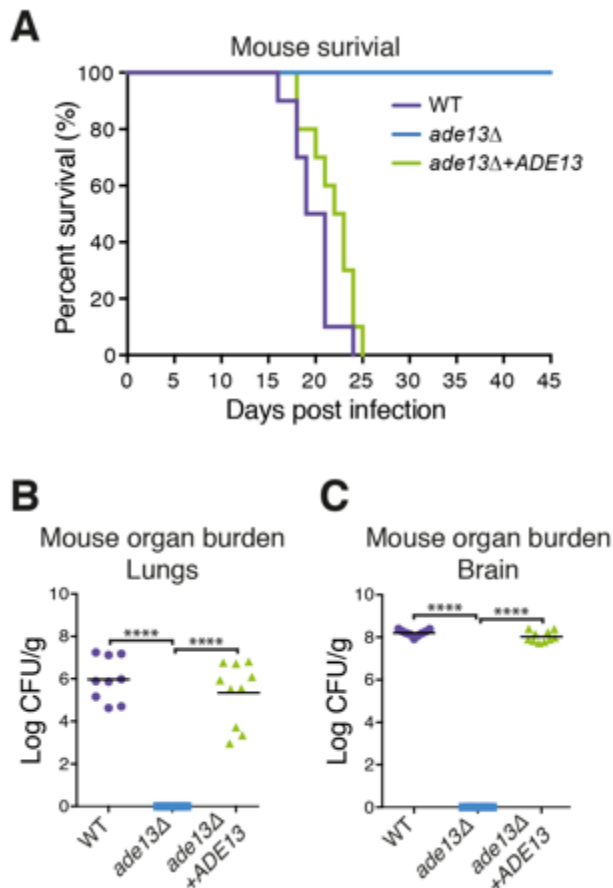 A
Mouse surivial
100
80
60
40
20
0
Percent survival (%)
WT
ade13Δ
ade13Δ+ADE13
0 5 10 15 20 25 30 35 40 45
Days post infection
B
Mouse organ burden
Lungs
10
8
6
4
2
0
Log CFU/g
**** ****
WT
ade13Δ
ade13Δ
+ADE13
C
Mouse organ burden
Brain
10
8
6
4
2
0
Log CFU/g
**** ****
WT
ade13Δ
ade13Δ
+ADE13